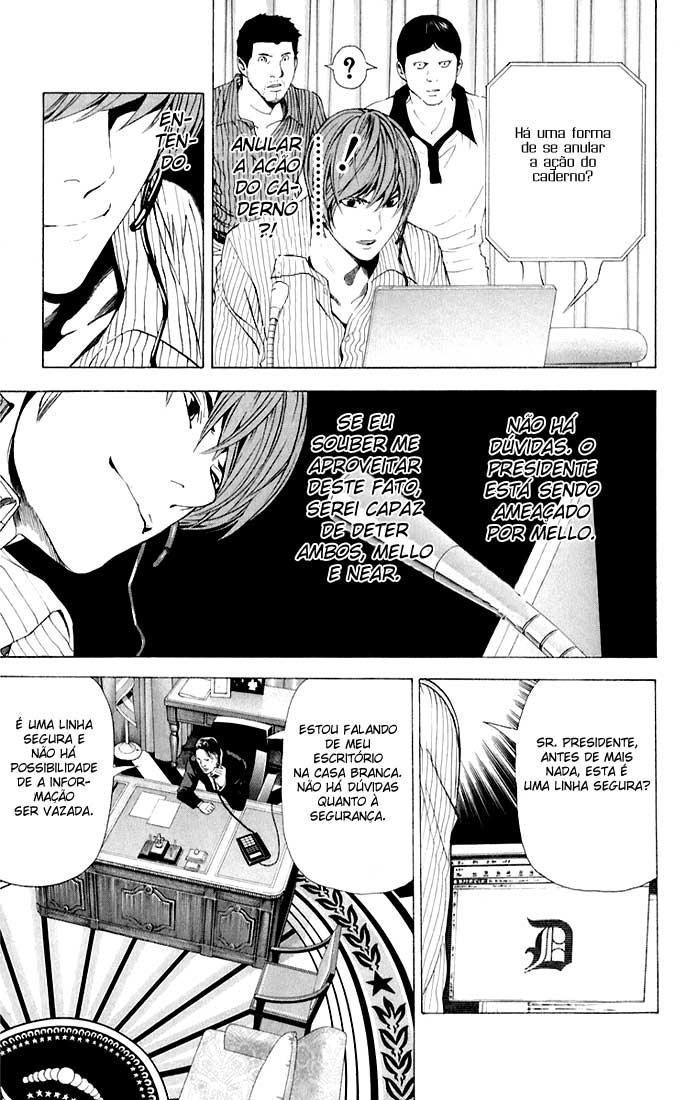 Há uma forma
de se anular
a ação do
caderno?
?
!
ANULAR
A AÇÃO
DO CA-
DERNO
?!
EN-
TEN-
DO.
NÃO HÁ
DÚVIDAS. O
PRESIDENTE
ESTÁ SENDO
AMEAÇADO
POR MELLO.
SE EU
SOUBER ME
APROVEITAR
DESTE FATO,
SEREI CAPAZ
DE DETER
AMBOS, MELLO
E NEAR.
SR. PRESIDENTE,
ANTES DE MAIS
NADA, ESTA É
UMA LINHA SEGURA?
D
ESTOU FALANDO
DE MEU
ESCRITÓRIO
NA CASA BRANCA.
NÃO HÁ DÚVIDAS
QUANTO À
SEGURANÇA.
É UMA LINHA
SEGURA E
NÃO HÁ
POSSIBILIDADE
DE A INFOR-
MAÇÃO
SER VAZADA.